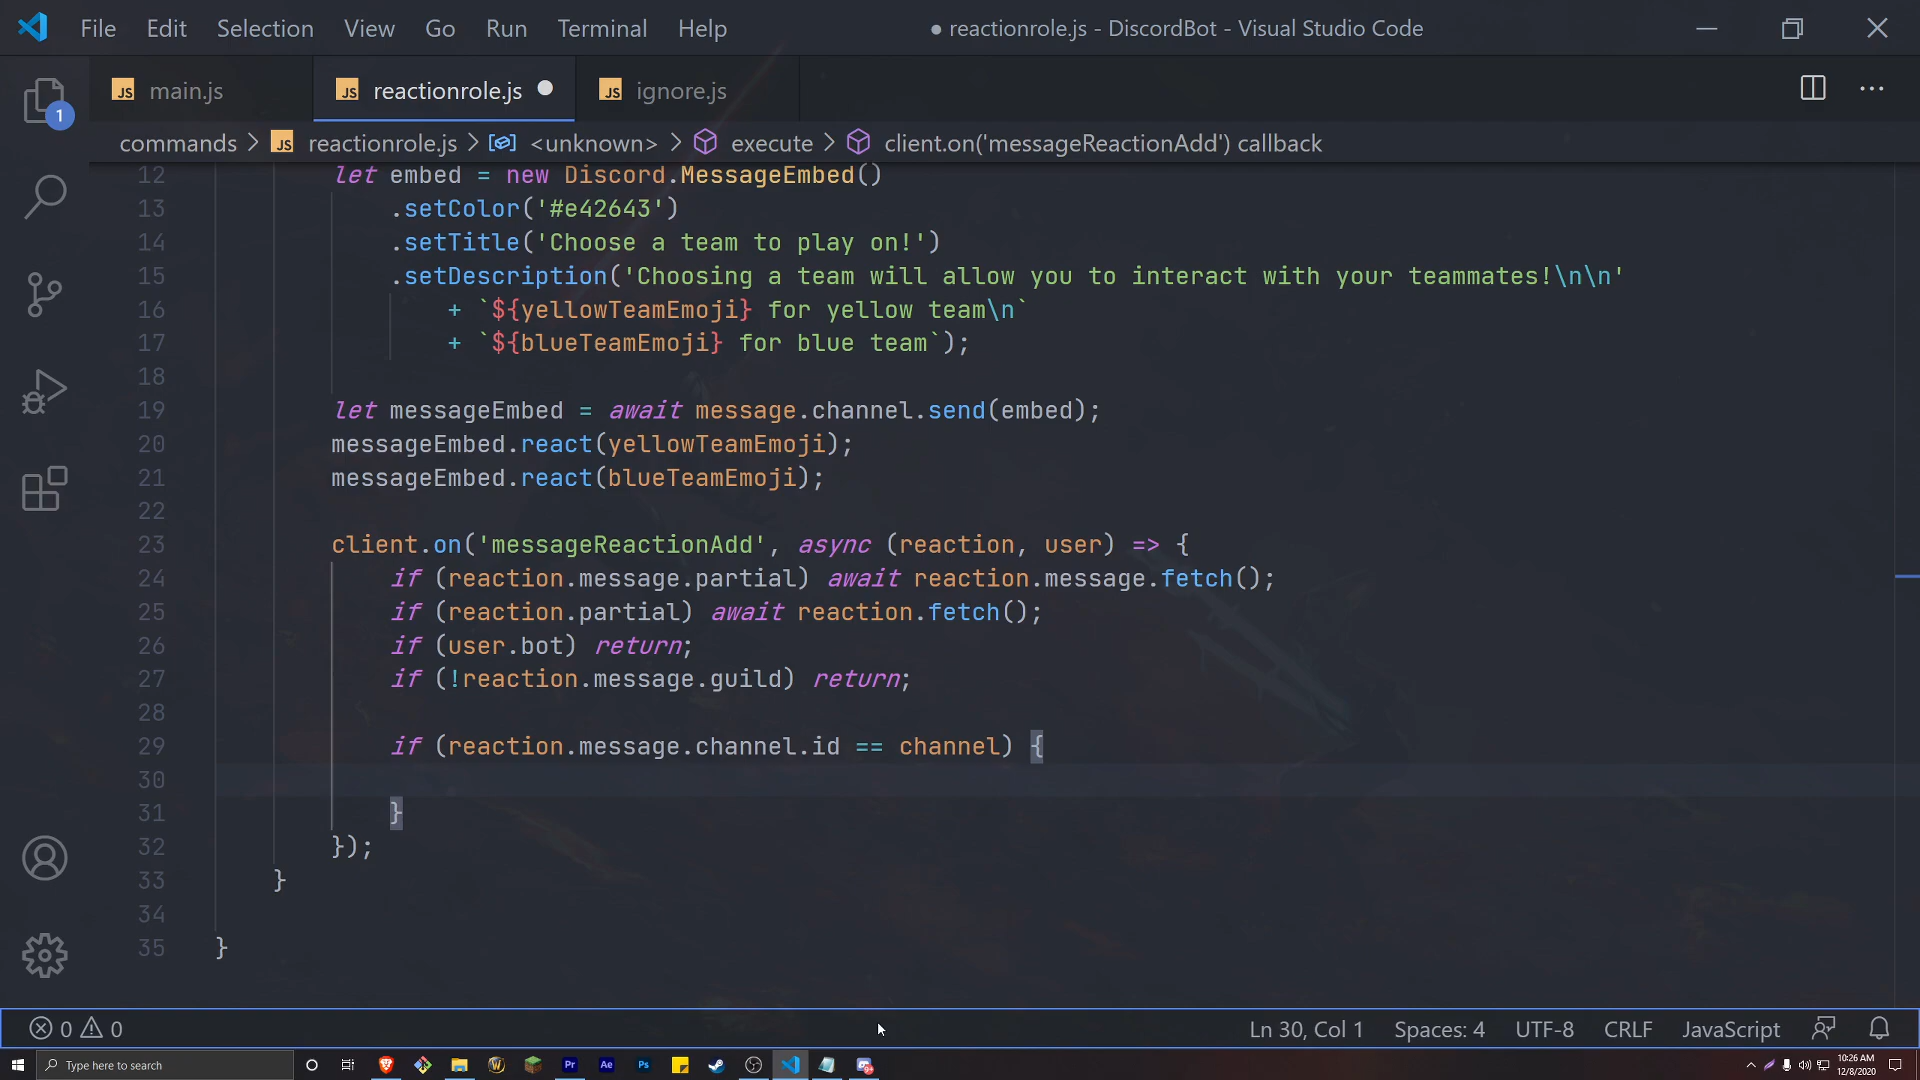 File Edit Selection View Go Run Terminal Help ● reactionrole.js - DiscordBot - Visual Studio Code
JS main.js JS reactionrole.js JS ignore.js
1
commands > JS reactionrole.js > <unknown> > execute > client.on('messageReactionAdd') callback
12 let embed = new Discord.MessageEmbed()
13 .setColor('#e42643')
14 .setTitle('Choose a team to play on!')
15 .setDescription('Choosing a team will allow you to interact with your teammates!\n\n'
16 + `${yellowTeamEmoji} for yellow team\n`
17 + `${blueTeamEmoji} for blue team`);
18
19 let messageEmbed = await message.channel.send(embed);
20 messageEmbed.react(yellowTeamEmoji);
21 messageEmbed.react(blueTeamEmoji);
22
23 client.on('messageReactionAdd', async (reaction, user) => {
24 if (reaction.message.partial) await reaction.message.fetch();
25 if (reaction.partial) await reaction.fetch();
26 if (user.bot) return;
27 if (!reaction.message.guild) return;
28
29 if (reaction.message.channel.id == channel) {
30
31 }
32 });
33 }
34
35 }
0 0 Ln 30, Col 1 Spaces: 4 UTF-8 CRLF JavaScript
Type here to search Pr Ae Ps 10:26 AM
12/8/2020